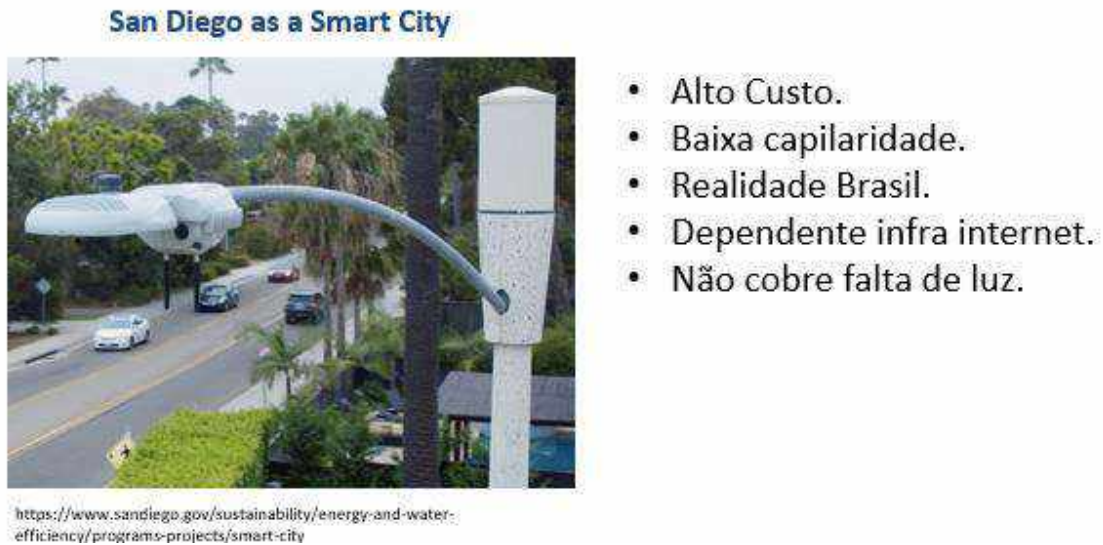 San Diego as a Smart City
• Alto Custo.
• Baixa capilaridade.
• Realidade Brasil.
• Dependente infra internet.
• Não cobre falta de luz.
https://www.sandiego.gov/sustainability/energy-and-water-
efficiency/programs-projects/smart-city